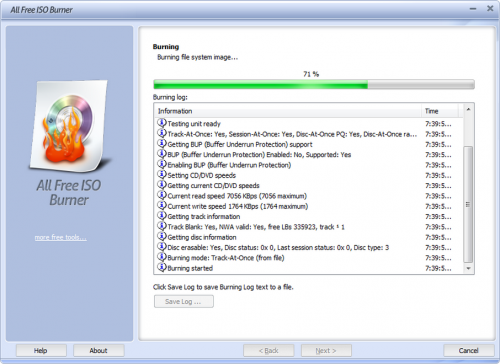 All Free ISO Burner
Burning
Burning file system image...
71 %
Burning log:
Information Time
Testing unit ready 7:39:5...
Track-At-Once: Yes, Session-At-Once: Yes, Disc-At-Once PQ: Yes, Disc-At-Once ra... 7:39:5...
Getting BUP (Buffer Underrun Protection) support 7:39:5...
BUP (Buffer Underrun Protection) Enabled: No, Supported: Yes 7:39:5...
Enabling BUP (Buffer Underrun Protection) 7:39:5...
Setting CD/DVD speeds 7:39:5...
Getting current CD/DVD speeds 7:39:5...
Current read speed 7056 KBps (7056 maximum) 7:39:5...
Current write speed 1764 KBps (1764 maximum) 7:39:5...
Getting track information 7:39:5...
Track Blank: Yes, NWA valid: Yes, free LBs 335923, track 1 7:39:5...
Getting disc information 7:39:5...
Disc erasable: Yes, Disc status: 0x 0, Last session status: 0x 0, Disc type: 3 7:39:5...
Burning mode: Track-At-Once (from file) 7:39:5...
Burning started 7:39:5...
All Free ISO
Burner
more free tools...
Click Save Log to save Burning Log text to a file.
Save Log ...
Help About < Back Next > Cancel